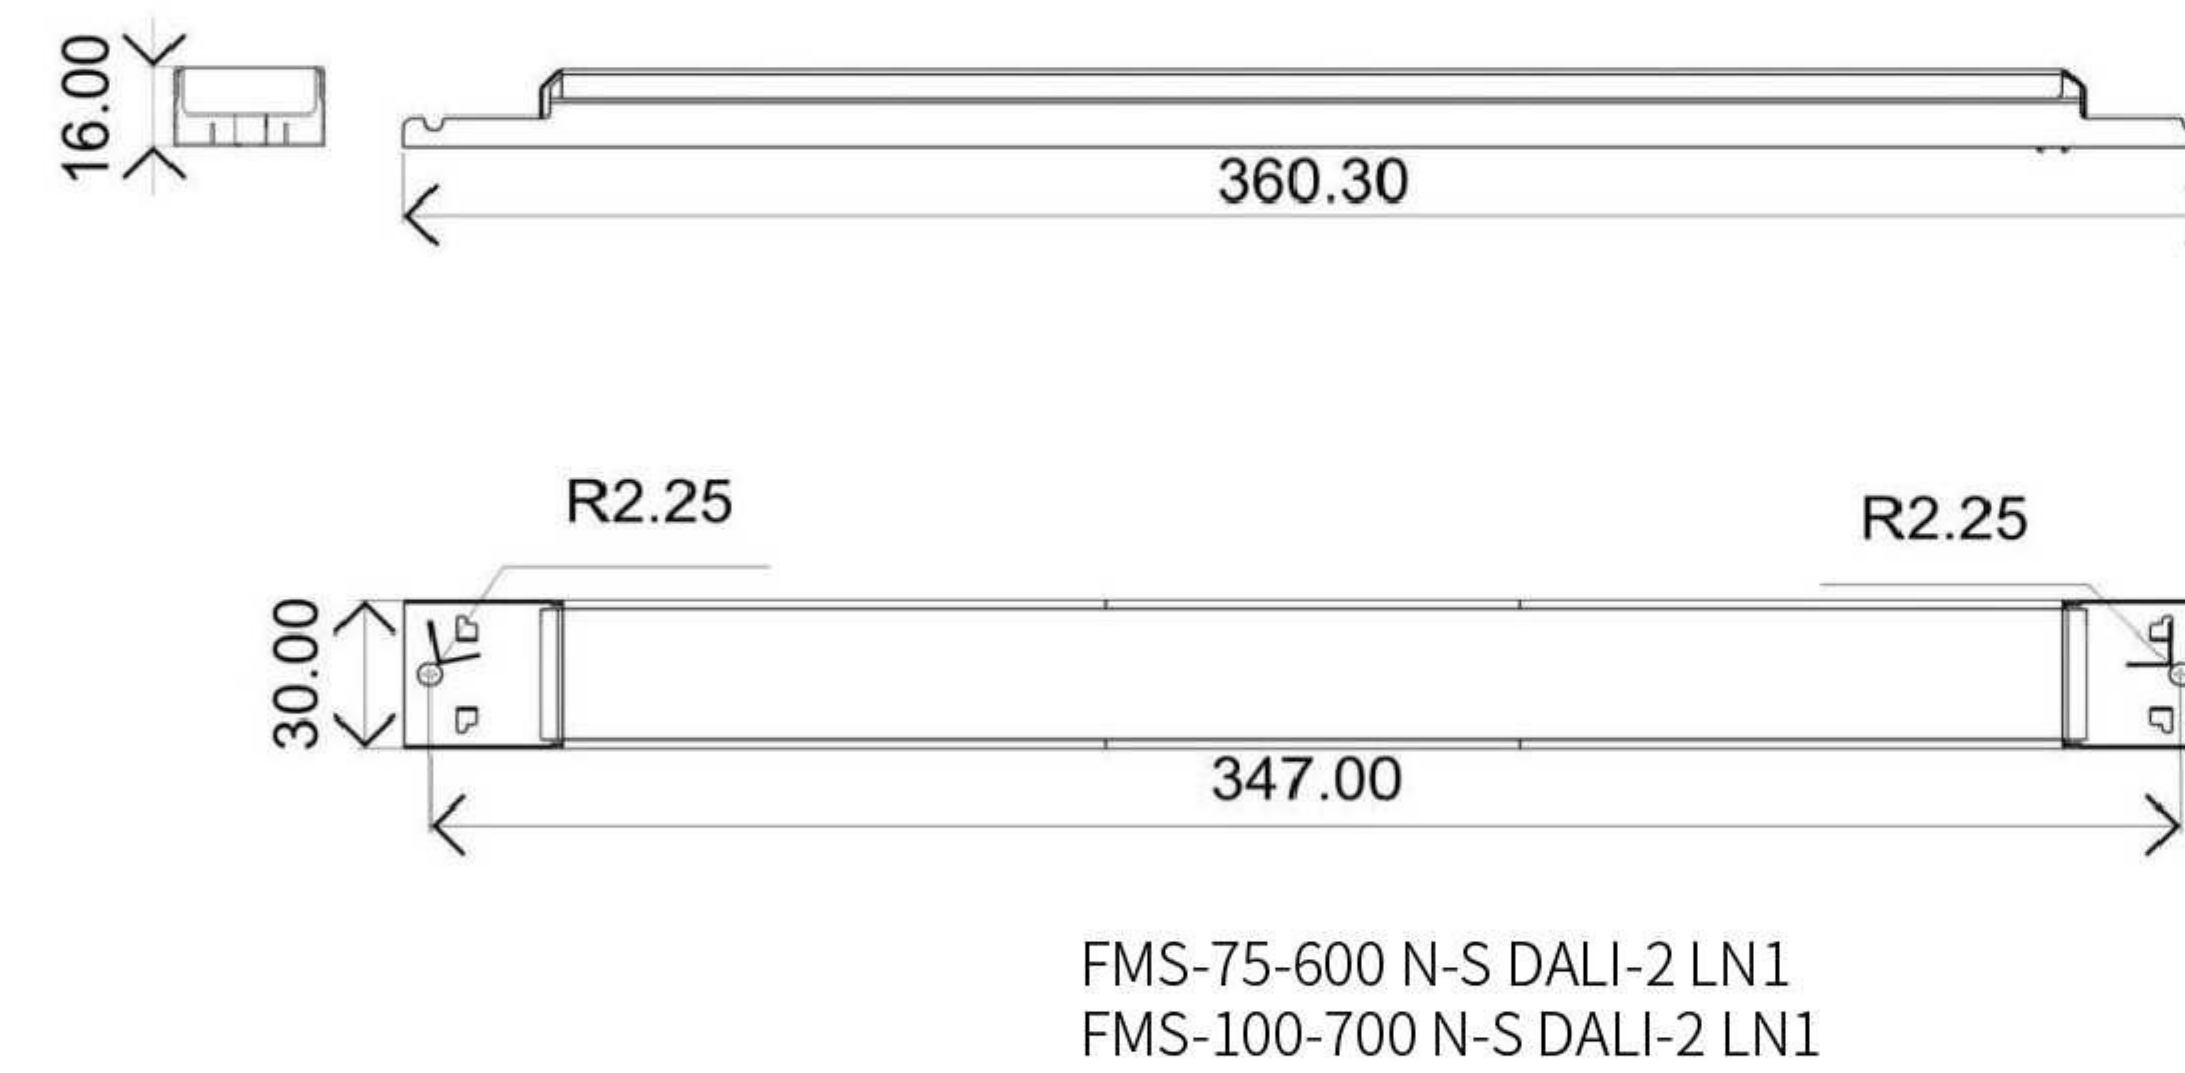 16.00
360.30
R2.25
R2.25
30.00
347.00
FMS-75-600 N-S DALI-2 LN1
FMS-100-700 N-S DALI-2 LN1